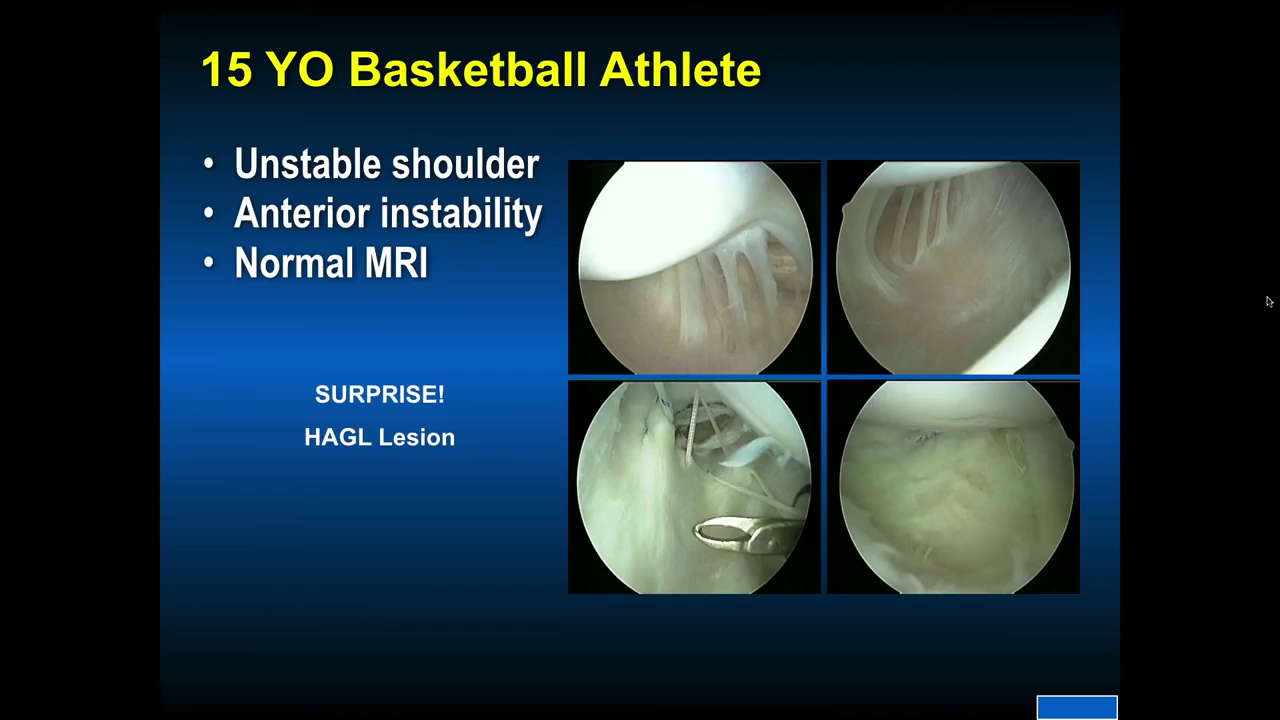 15 YO Basketball Athlete
• Unstable shoulder
• Anterior instability
• Normal MRI
SURPRISE!
HAGL Lesion